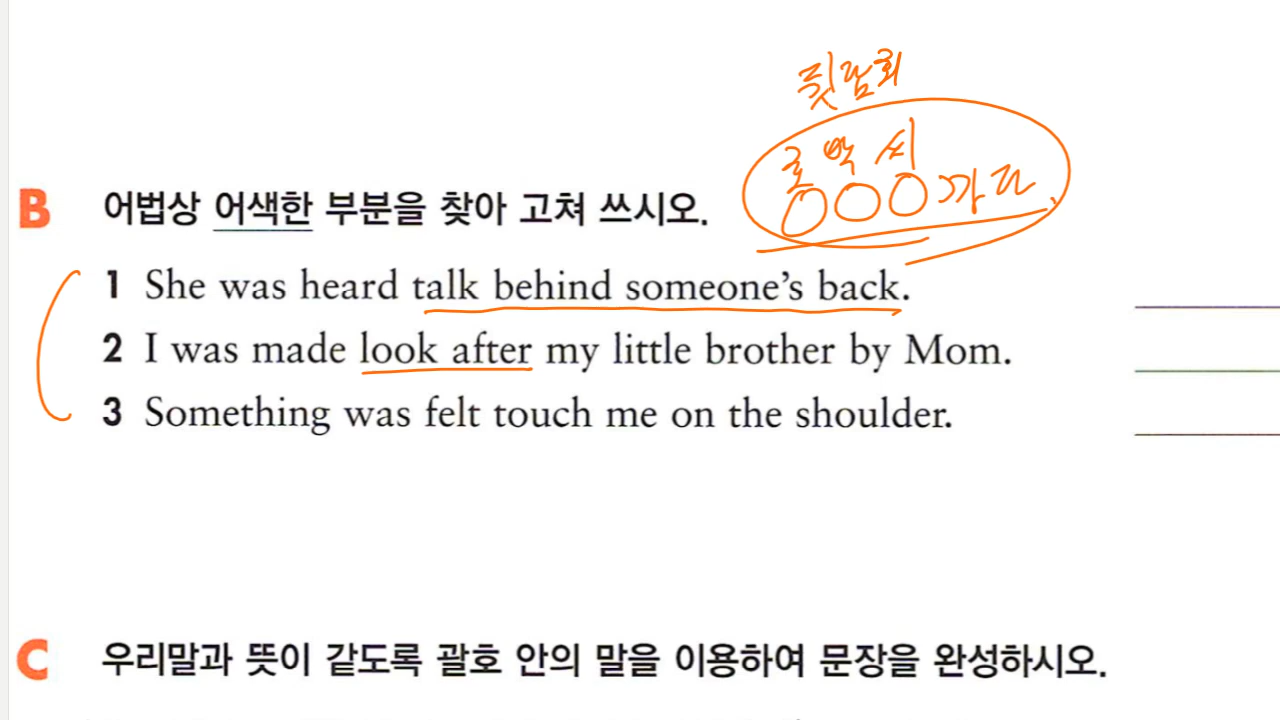 뒷담화
호박씨
OOO까다.
B 어법상 어색한 부분을 찾아 고쳐 쓰시오.
1 She was heard talk behind someone's back.
2 I was made look after my little brother by Mom.
3 Something was felt touch me on the shoulder.
C 우리말과 뜻이 같도록 괄호 안의 말을 이용하여 문장을 완성하시오.